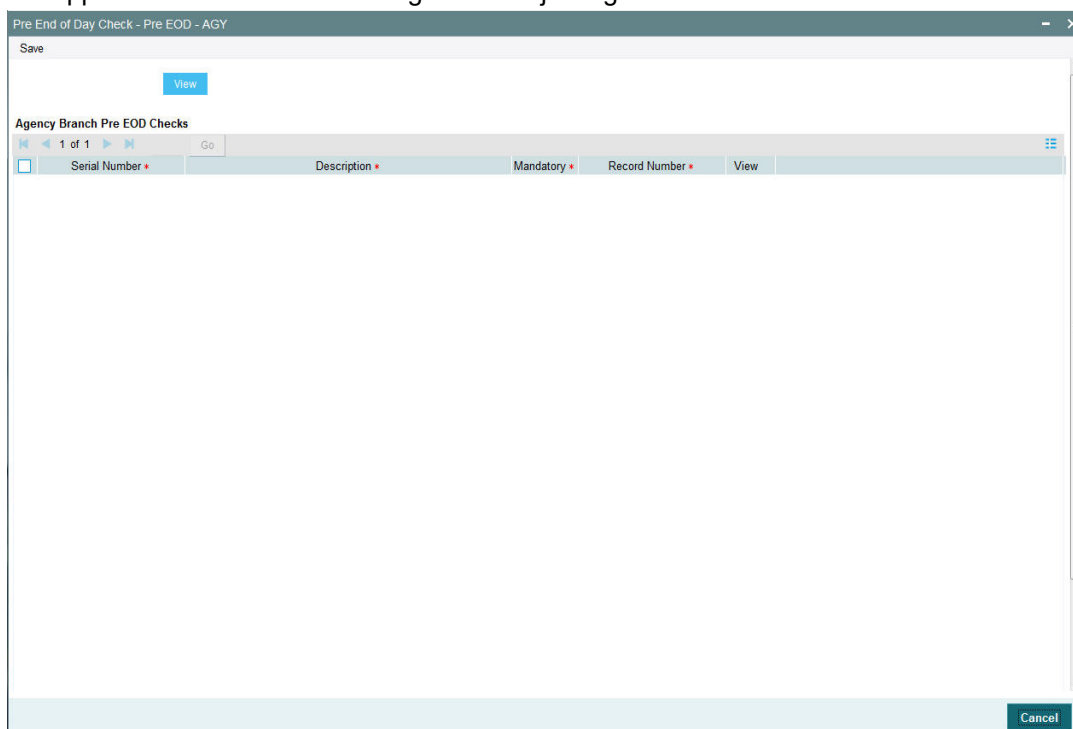 Pre End of Day Check - Pre EOD - AGY
Save
View
Agency Branch Pre EOD Checks
1 of 1 Go
Serial Number * Description * Mandatory * Record Number * View
Cancel